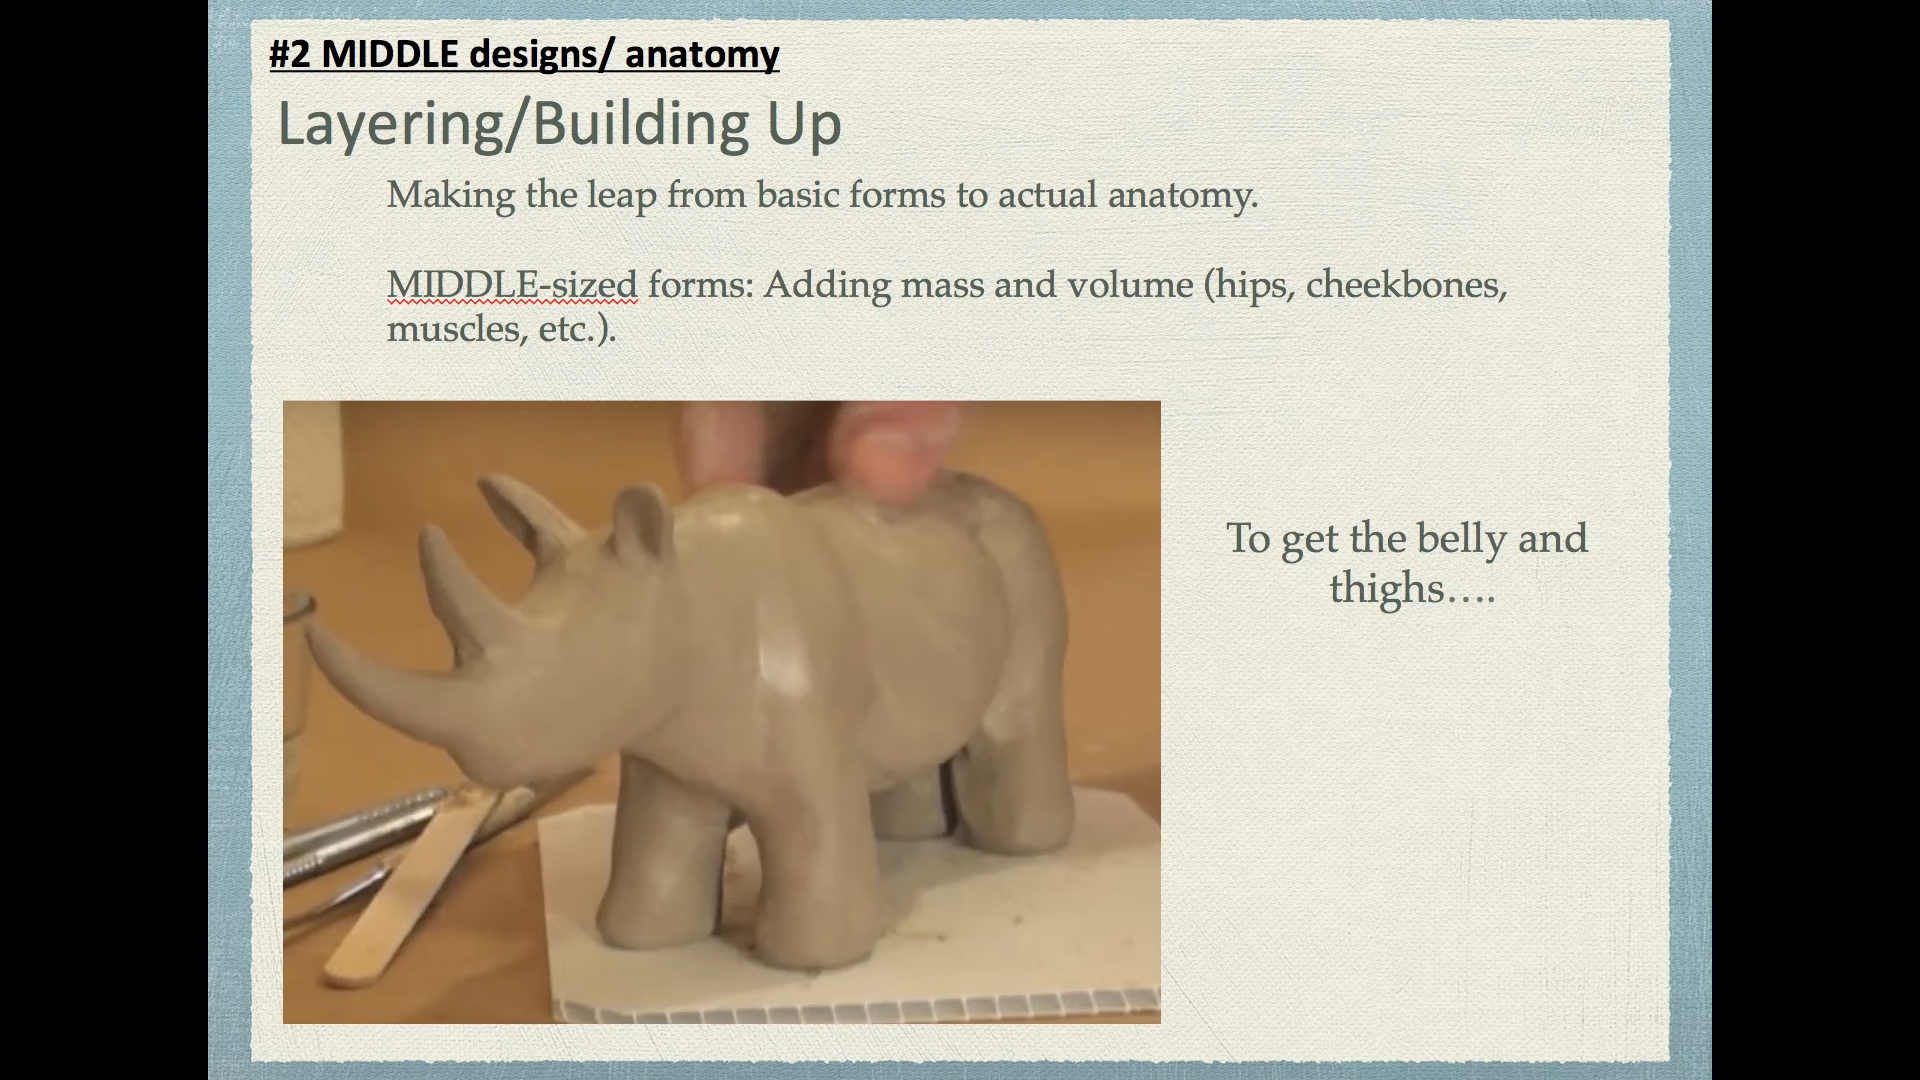 #2 MIDDLE designs/ anatomy
Layering/Building Up
Making the leap from basic forms to actual anatomy.
MIDDLE-sized forms: Adding mass and volume (hips, cheekbones,
muscles, etc.).
To get the belly and
thighs….